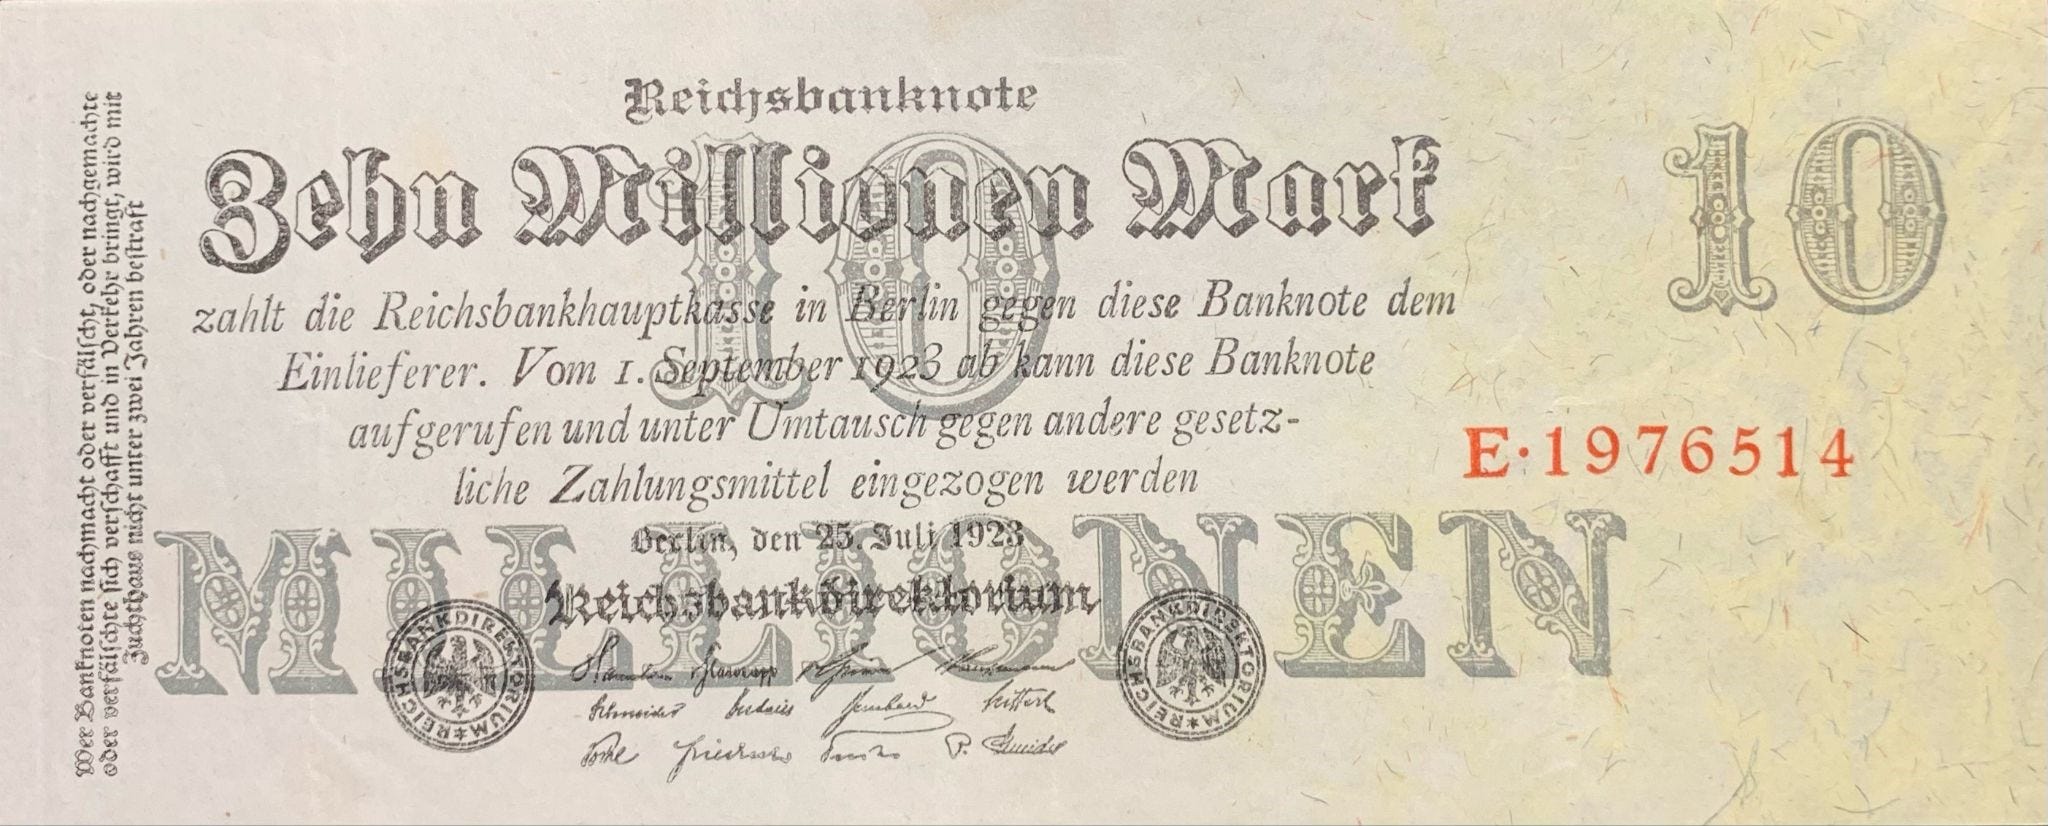 Reichsbanknote
Zehn Millionen Mark
10
10
zahlt die Reichsbankhauptkasse in Berlin gegen diese Banknote dem
Einlieferer. Vom 1. September 1923 ab kann diese Banknote
aufgerufen und unter Umtausch gegen andere gesetz-
liche Zahlungsmittel eingezogen werden
E·1976514
Berlin, den 25. Juli 1923
MILLIONEN
Reichsbankdirektorium
REICHSBANKDIREKTORIUM
REICHSBANKDIREKTORIUM
Schneider
P. Schneider
Wer Banknoten nachmacht oder verfälscht, oder nachgemachte
oder verfälschte sich verschafft und in Verkehr bringt, wird mit
Zuchthaus nicht unter zwei Jahren bestraft